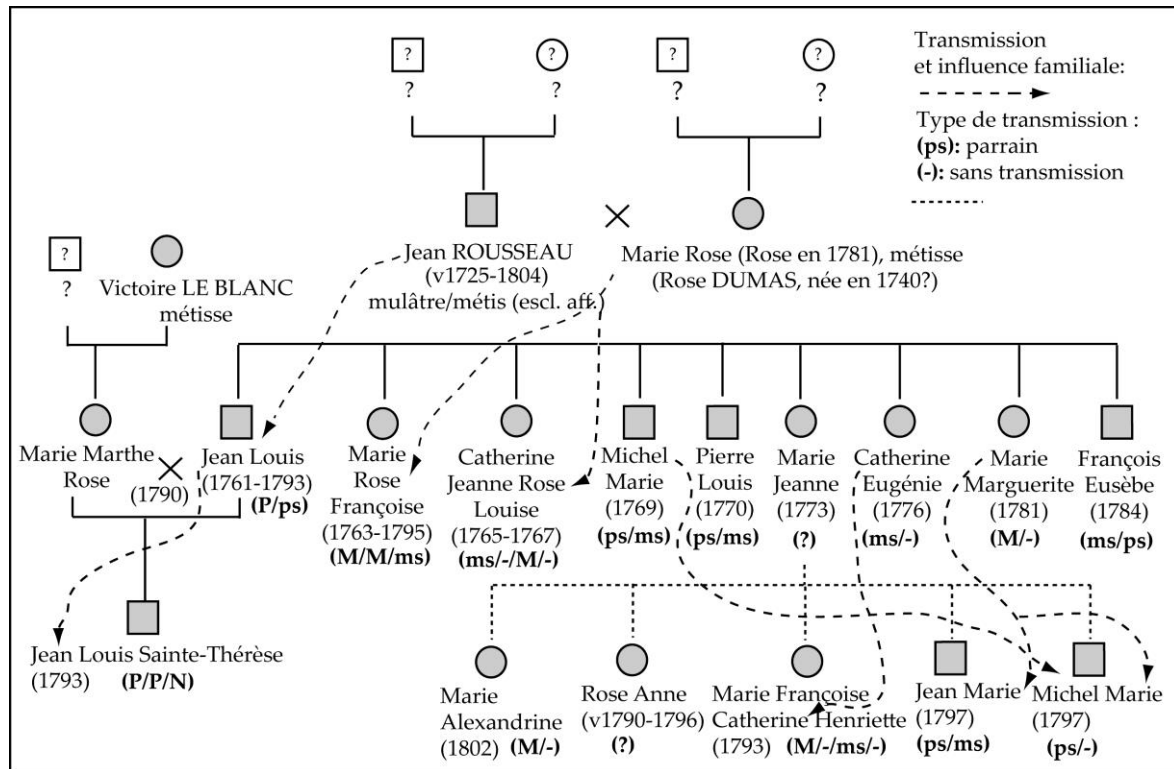 ?
?
?
?
?
?
?
?
Transmission
et influence familiale:
Type de transmission :
(ps): parrain
(-): sans transmission
Jean ROUSSEAU
(v1725-1804)
mulâtre/métis (escl. aff.)
Marie Rose (Rose en 1781), métisse
(Rose DUMAS, née en 1740?)
?
?
Victoire LE BLANC
métisse
Marie Marthe
Rose
(1790)
Jean Louis
(1761-1793)
(P/ps)
Marie
Rose
Françoise
(1763-1795)
(M/M/ms)
Catherine
Jeanne Rose
Louise
(1765-1767)
(ms/-/M/-)
Michel
Marie
(1769)
(ps/ms)
Pierre
Louis
(1770)
(ps/ms)
Marie
Jeanne
(1773)
(?)
Catherine
Eugénie
(1776)
(ms/-)
Marie
Marguerite
(1781)
(M/-)
François
Eusèbe
(1784)
(ms/ps)
Jean Louis Sainte-Thérèse
(1793) (P/P/N)
Marie
Alexandrine
(1802) (M/-)
Rose Anne
(v1790-1796)
(?)
Marie Françoise
Catherine Henriette
(1793) (M/-/ms/-)
Jean Marie
(1797)
(ps/ms)
Michel Marie
(1797)
(ps/-)